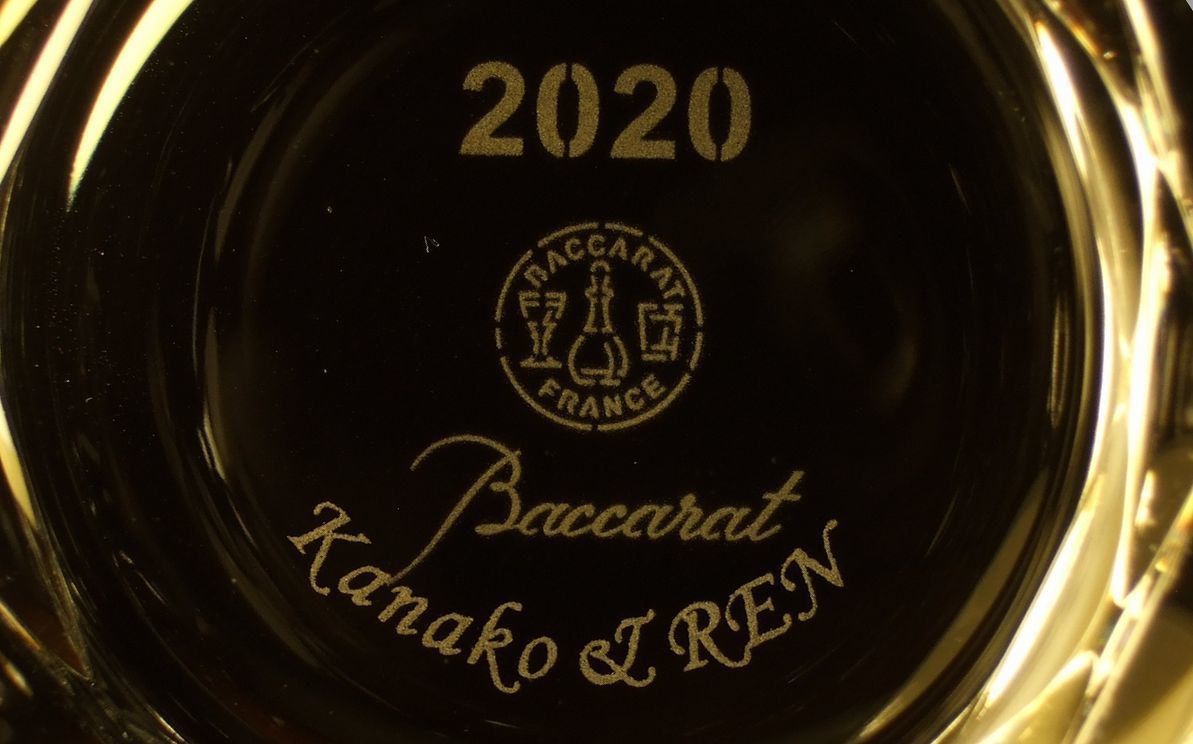 2020
BACCARAT
FRANCE
Baccarat
Kanako & REN